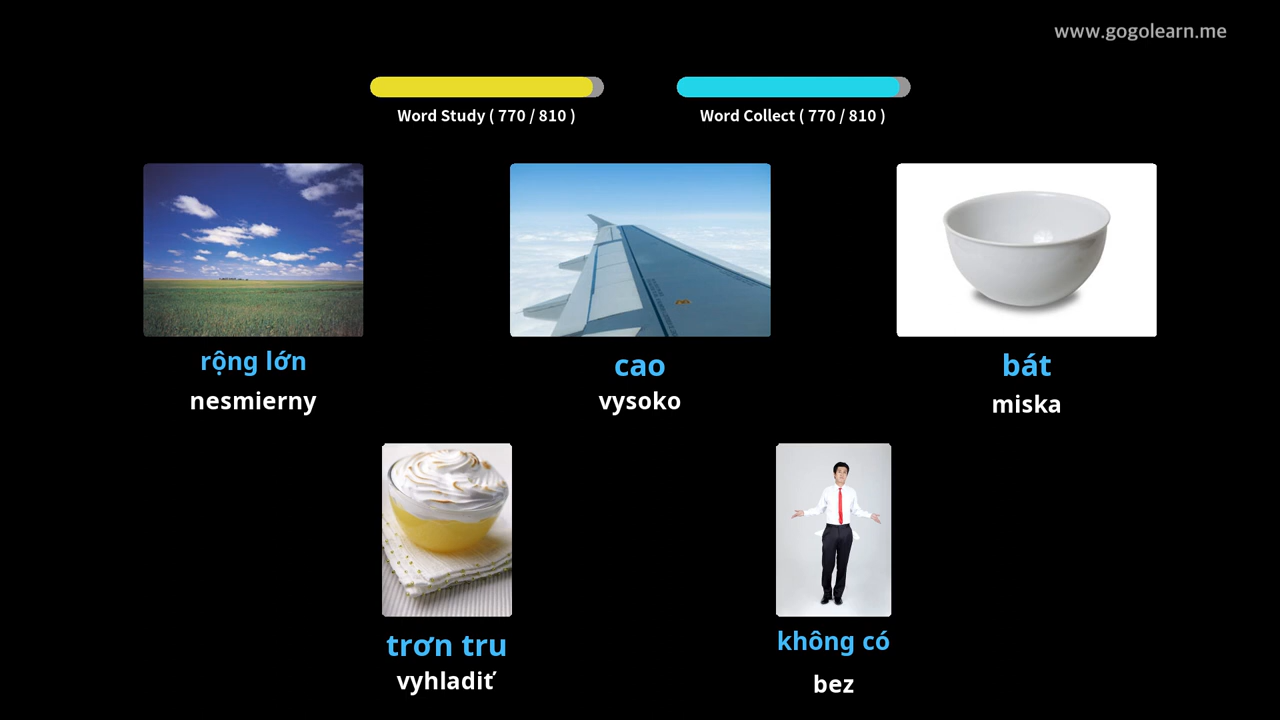 www.gogolearn.me
Word Study ( 770 / 810 )
Word Collect ( 770 / 810 )
rộng lớn
nesmierny
cao
vysoko
bát
miska
trơn tru
vyhladiť
không có
bez